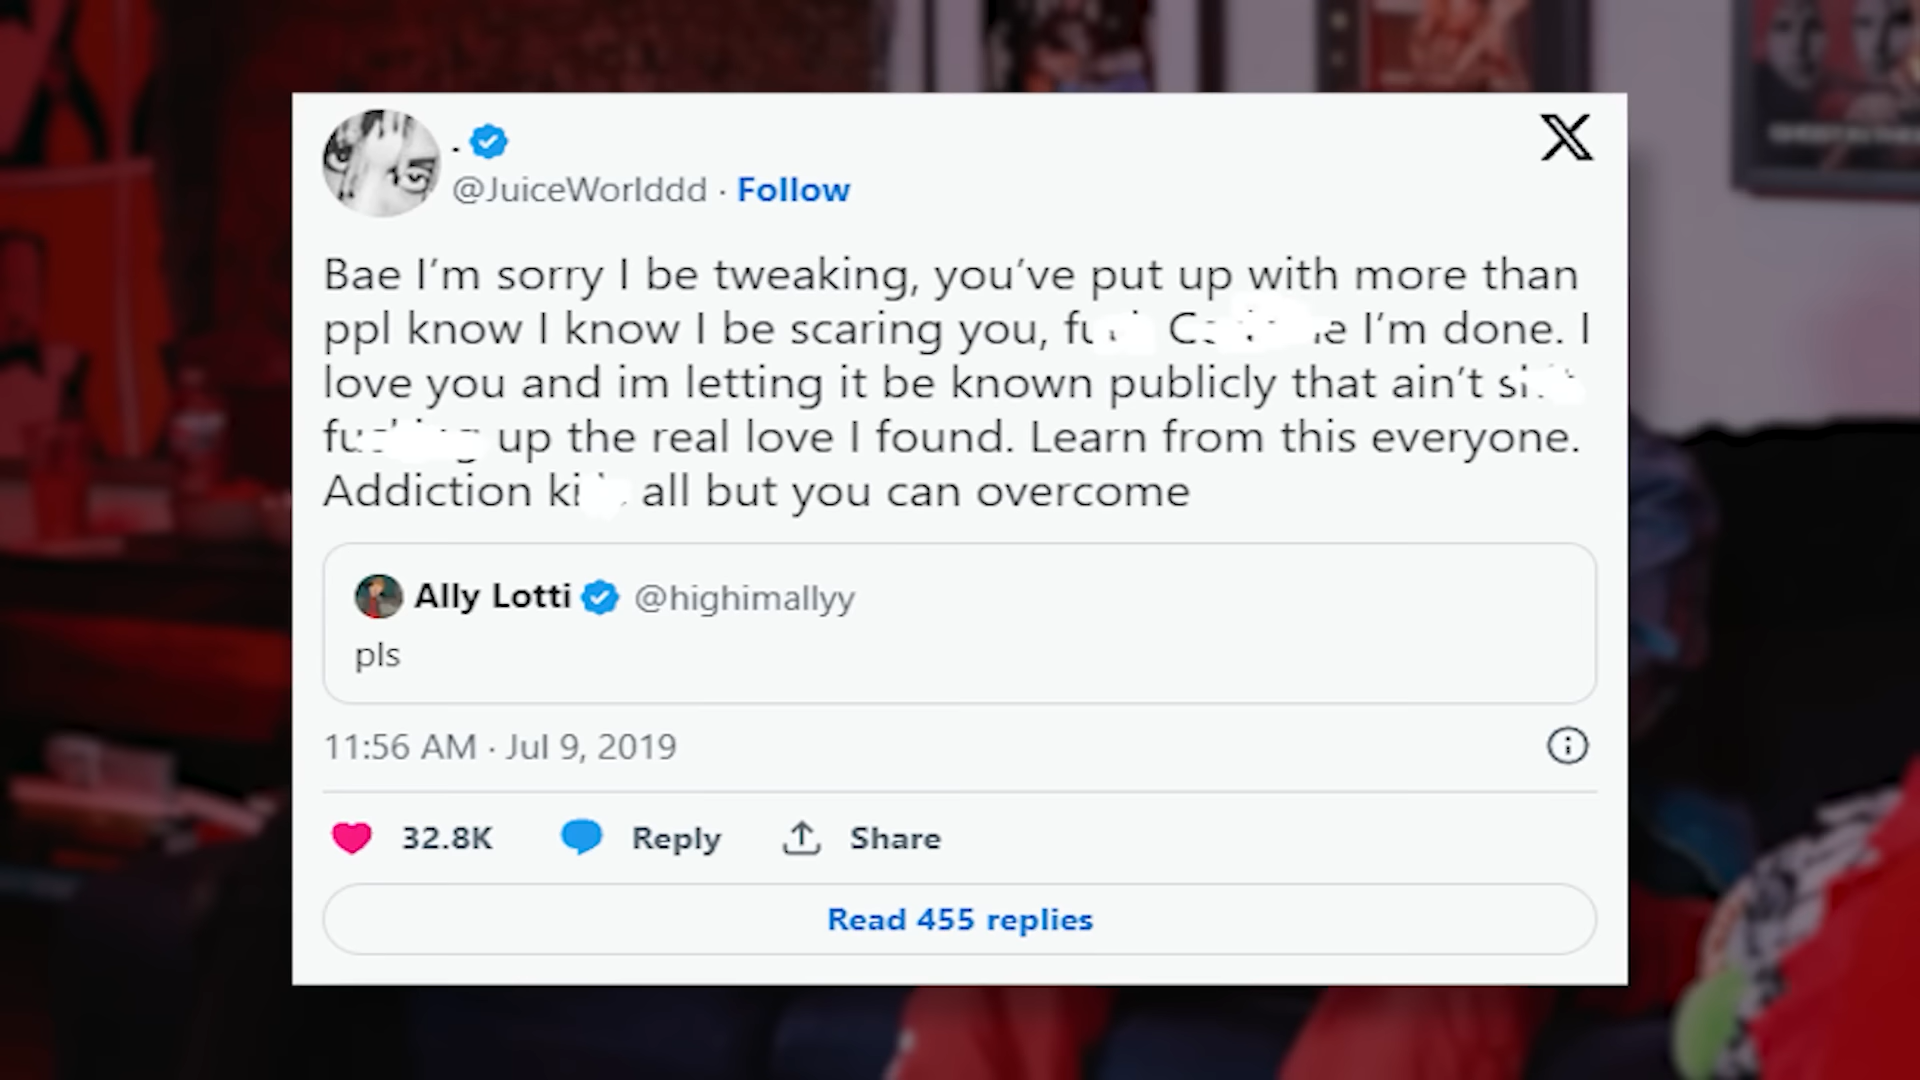 .
@JuiceWorlddd · Follow
Bae I’m sorry I be tweaking, you’ve put up with more than
ppl know I know I be scaring you, I’m done. I
love you and im letting it be known publicly that ain’t
up the real love I found. Learn from this everyone.
Addiction all but you can overcome
Ally Lotti @highimallyy
pls
11:56 AM · Jul 9, 2019
32.8K Reply Share
Read 455 replies